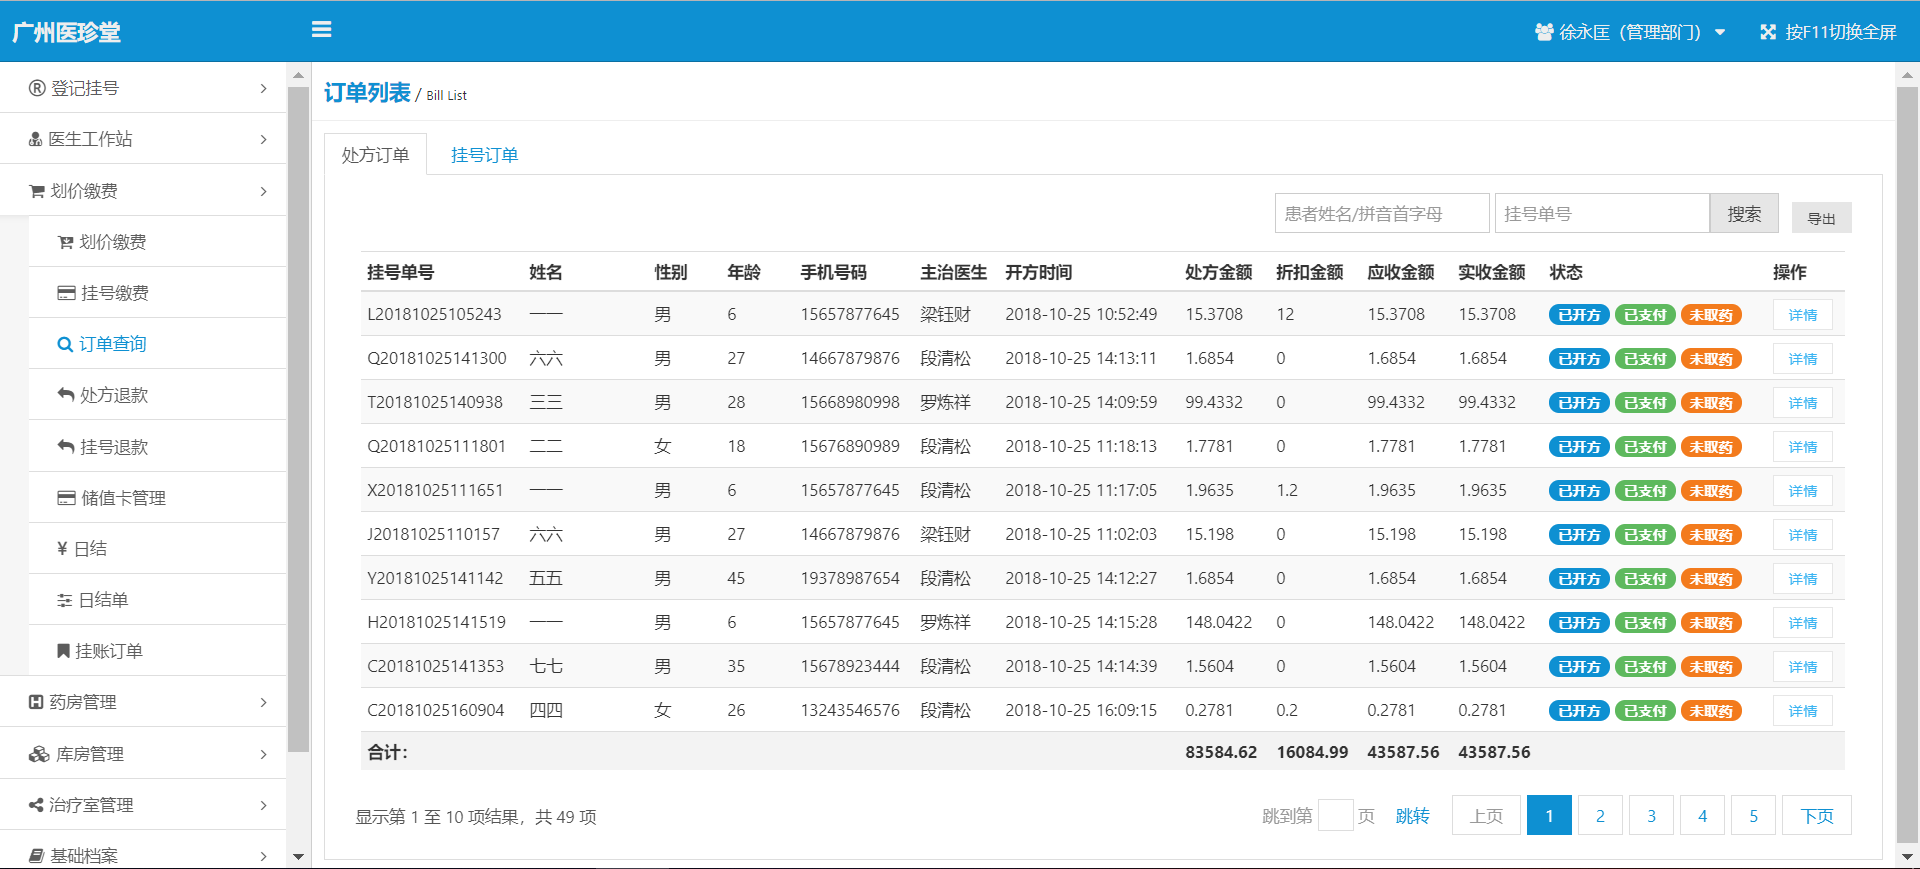 广州医珍堂
徐永匡（管理部门）
按F11切换全屏
登记挂号
医生工作站
划价缴费
划价缴费
挂号缴费
订单查询
处方退款
挂号退款
储值卡管理
¥ 日结
日结单
挂账订单
药房管理
库房管理
治疗室管理
基础档案
订单列表 / Bill List
处方订单 挂号订单
患者姓名/拼音首字母 挂号单号 搜索 导出
挂号单号 姓名 性别 年龄 手机号码 主治医生 开方时间 处方金额 折扣金额 应收金额 实收金额 状态 操作
L20181025105243 一一 男 6 15657877645 梁钰财 2018-10-25 10:52:49 15.3708 12 15.3708 15.3708 已开方 已支付 未取药 详情
Q20181025141300 六六 男 27 14667879876 段清松 2018-10-25 14:13:11 1.6854 0 1.6854 1.6854 已开方 已支付 未取药 详情
T20181025140938 三三 男 28 15668980998 罗炼祥 2018-10-25 14:09:59 99.4332 0 99.4332 99.4332 已开方 已支付 未取药 详情
Q20181025111801 二二 女 18 15676890989 段清松 2018-10-25 11:18:13 1.7781 0 1.7781 1.7781 已开方 已支付 未取药 详情
X20181025111651 一一 男 6 15657877645 段清松 2018-10-25 11:17:05 1.9635 1.2 1.9635 1.9635 已开方 已支付 未取药 详情
J20181025110157 六六 男 27 14667879876 梁钰财 2018-10-25 11:02:03 15.198 0 15.198 15.198 已开方 已支付 未取药 详情
Y20181025141142 五五 男 45 19378987654 段清松 2018-10-25 14:12:27 1.6854 0 1.6854 1.6854 已开方 已支付 未取药 详情
H20181025141519 一一 男 6 15657877645 罗炼祥 2018-10-25 14:15:28 148.0422 0 148.0422 148.0422 已开方 已支付 未取药 详情
C20181025141353 七七 男 35 15678923444 段清松 2018-10-25 14:14:39 1.5604 0 1.5604 1.5604 已开方 已支付 未取药 详情
C20181025160904 四四 女 26 13243546576 段清松 2018-10-25 16:09:15 0.2781 0.2 0.2781 0.2781 已开方 已支付 未取药 详情
合计： 83584.62 16084.99 43587.56 43587.56
显示第 1 至 10 项结果，共 49 项 跳到第 页 跳转 上页 1 2 3 4 5 下页